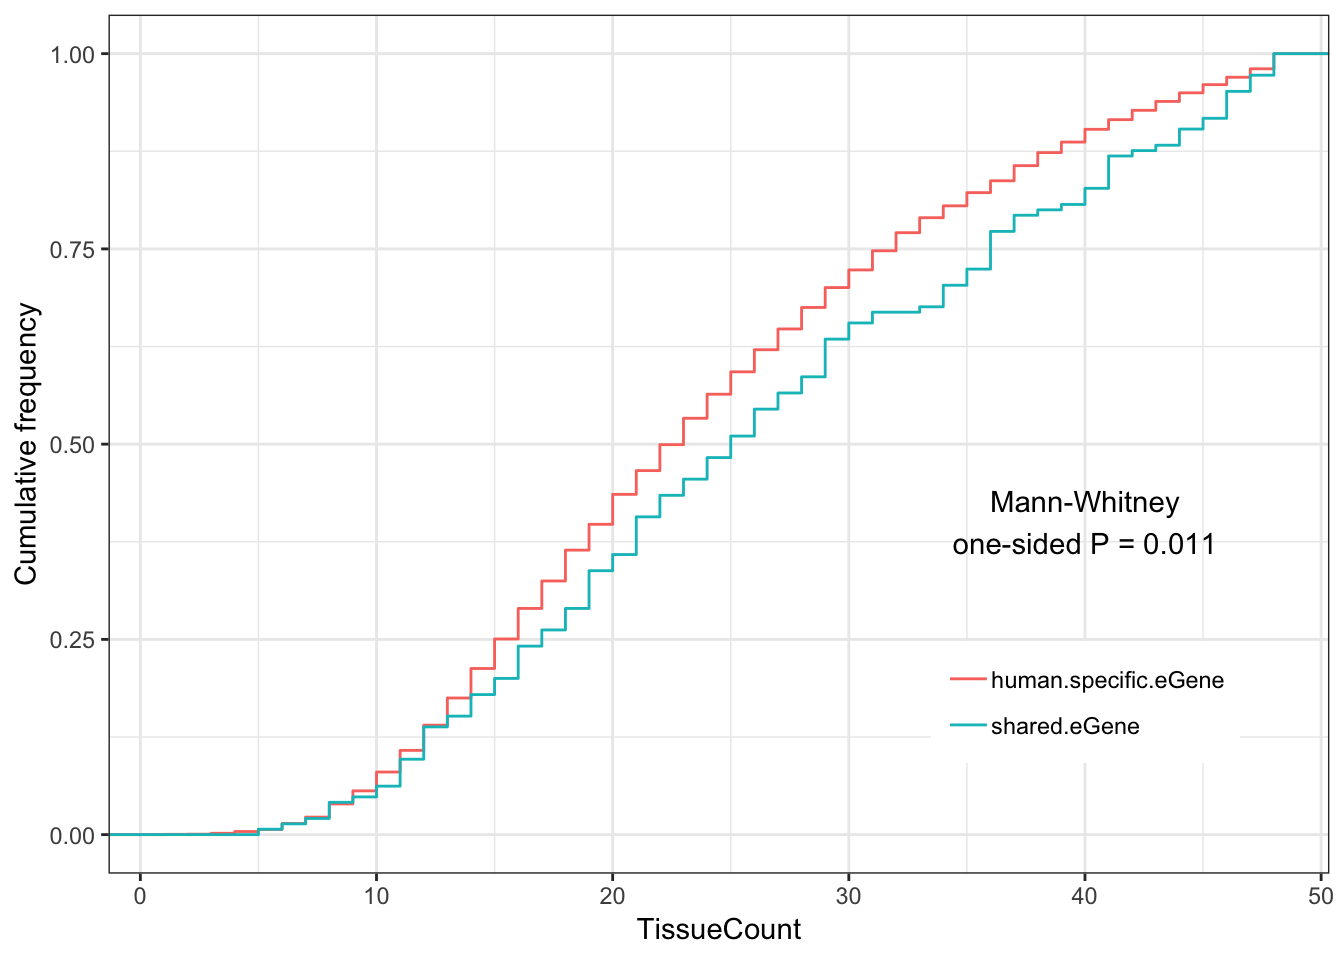 1.00
0.75
0.50
0.25
0.00
Cumulative frequency
Mann-Whitney
one-sided P = 0.011
human.specific.eGene
shared.eGene
0 10 20 30 40 50
TissueCount